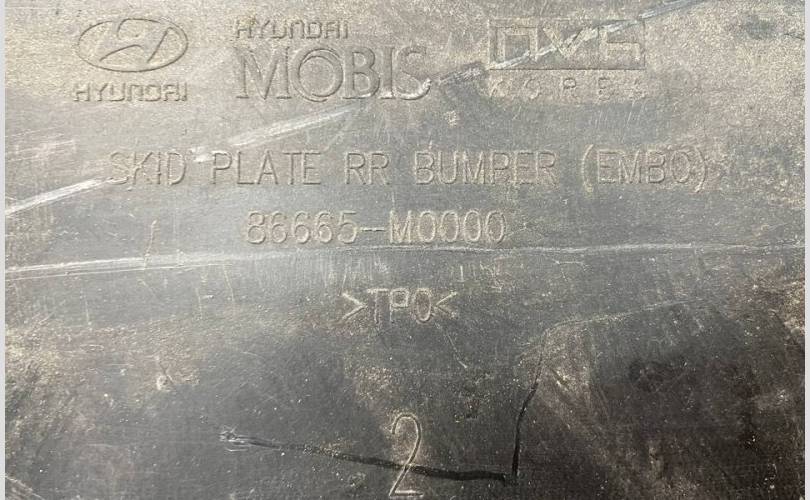 HYUNDAI
HYUNDAI
MOBIS
KOREA
SKID PLATE RR BUMPER (EMBO)
86665-M0000
>TPO<
2